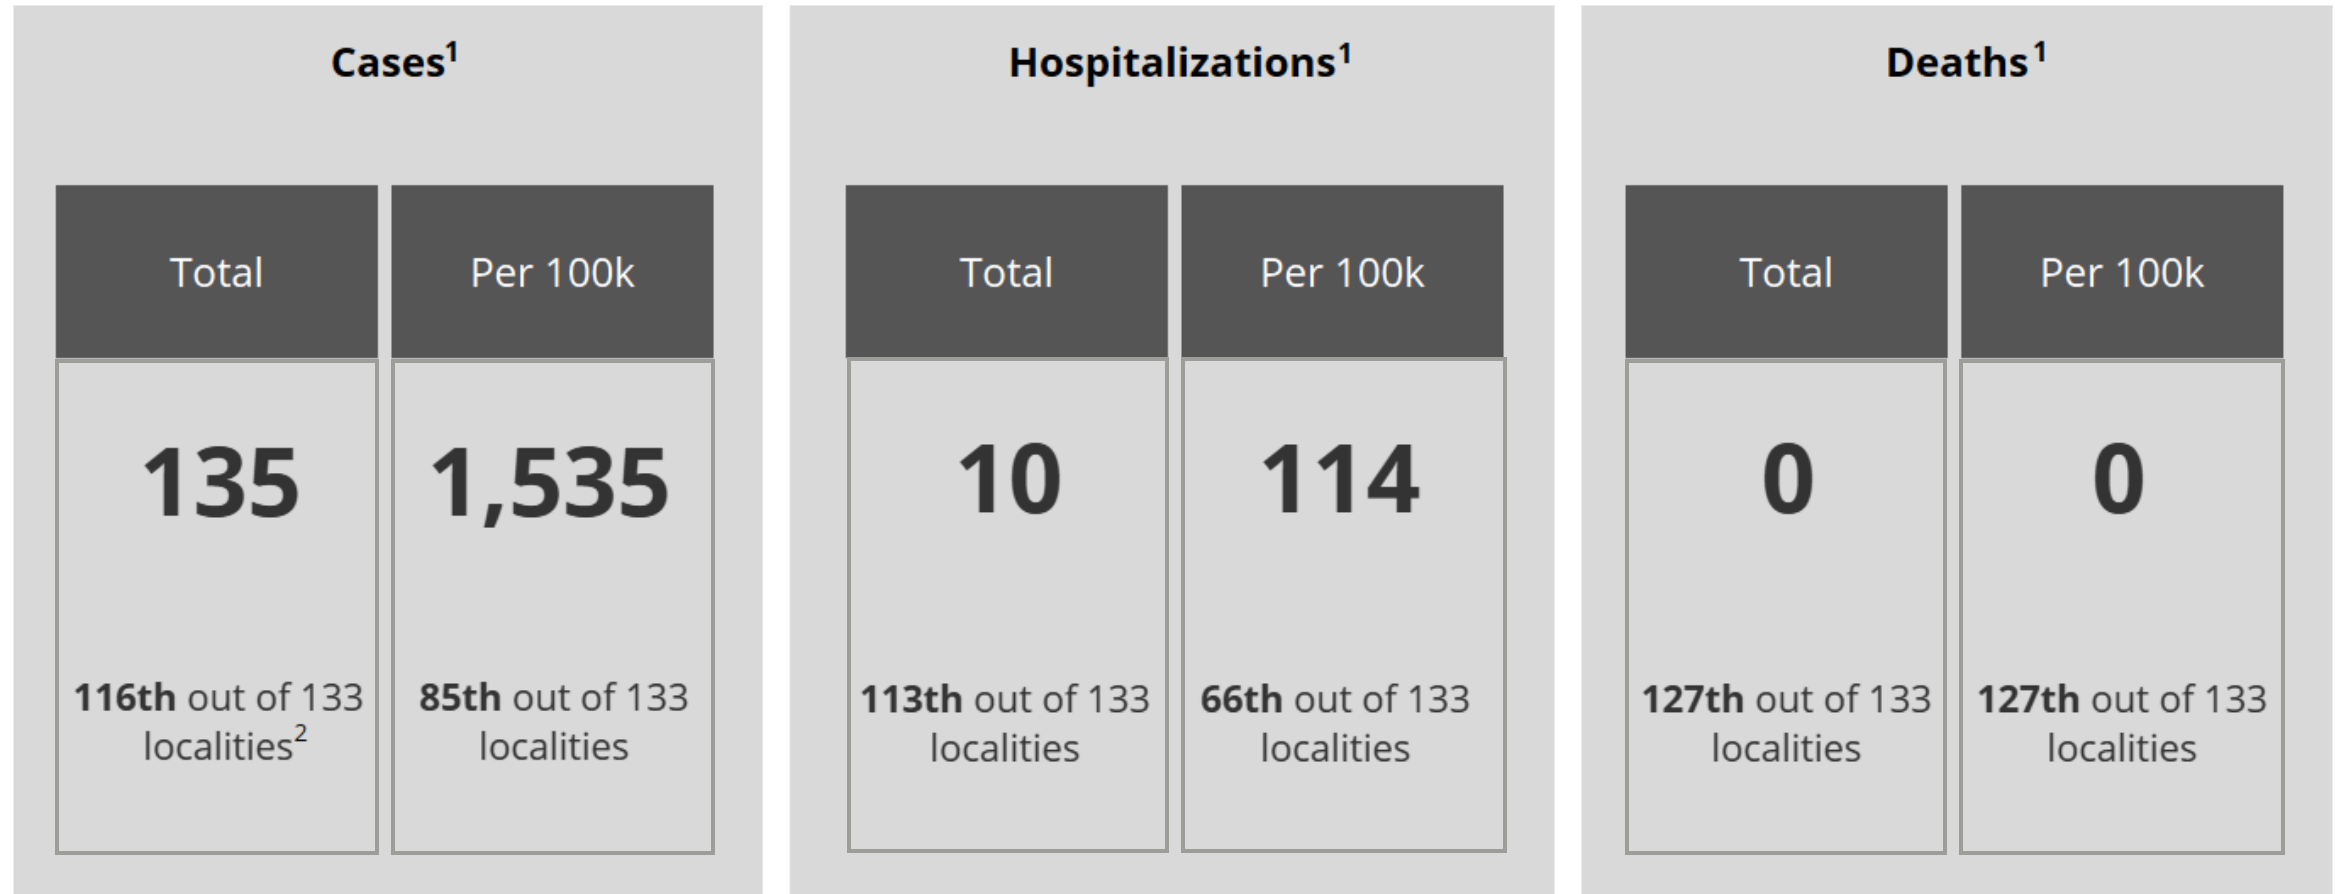 Cases¹
Total
Per 100k
135
1,535
116th out of 133
localities²
85th out of 133
localities
Hospitalizations¹
Total
Per 100k
10
114
113th out of 133
localities
66th out of 133
localities
Deaths¹
Total
Per 100k
0
0
127th out of 133
localities
127th out of 133
localities